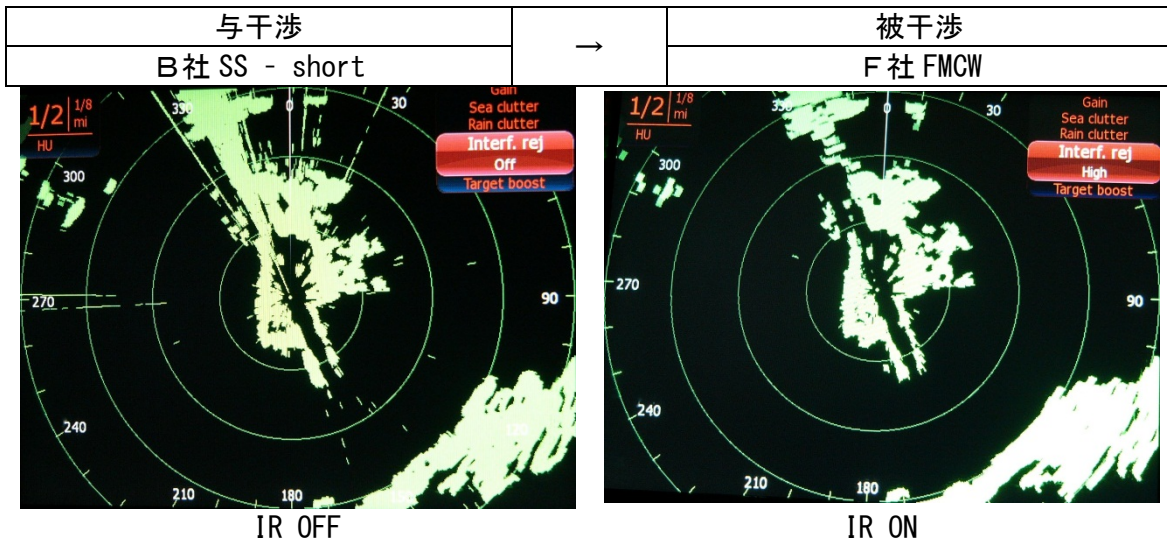 与干渉
→
被干渉
B社 SS - short
F社 FMCW
1/2 1/8 mi
HU
Gain
Sea clutter
Rain clutter
Interf. rej
Off
Target boost
330
0
30
300
270
90
240
120
210
180
150
1/2 1/8 mi
HU
Gain
Sea clutter
Rain clutter
Interf. rej
High
Target boost
330
0
30
300
270
90
240
210
180
IR OFF
IR ON